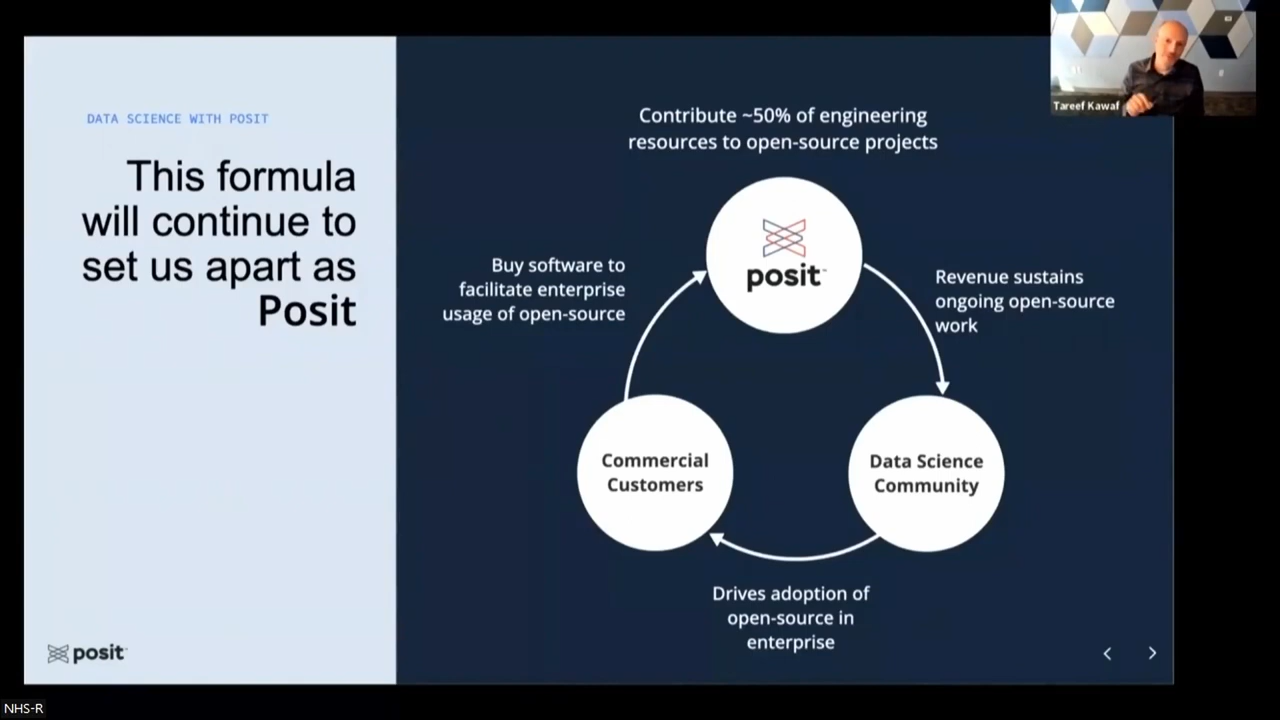 DATA SCIENCE WITH POSIT
This formula
will continue to
set us apart as
Posit
posit
Contribute ~50% of engineering
resources to open-source projects
posit
Buy software to
facilitate enterprise
usage of open-source
Revenue sustains
ongoing open-source
work
Commercial
Customers
Data Science
Community
Drives adoption of
open-source in
enterprise
Tareef Kawaf
NHS-R